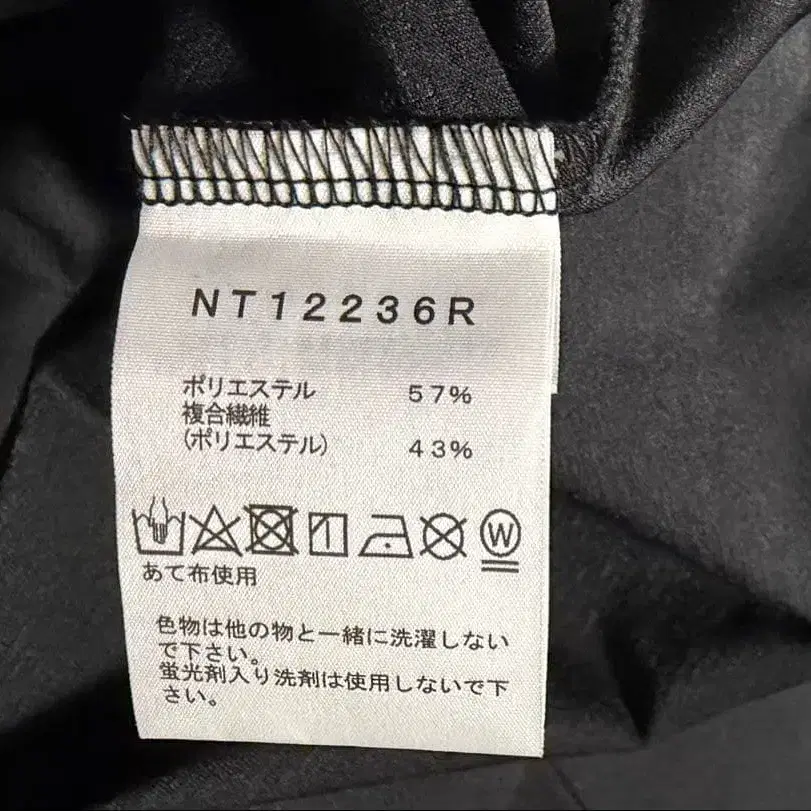 NT12236R
ポリエステル 57%
複合繊維
(ポリエステル) 43%
W
あて布使用
色物は他の物と一緒に洗濯しない
で下さい。
蛍光剤入り洗剤は使用しないで下
さい。